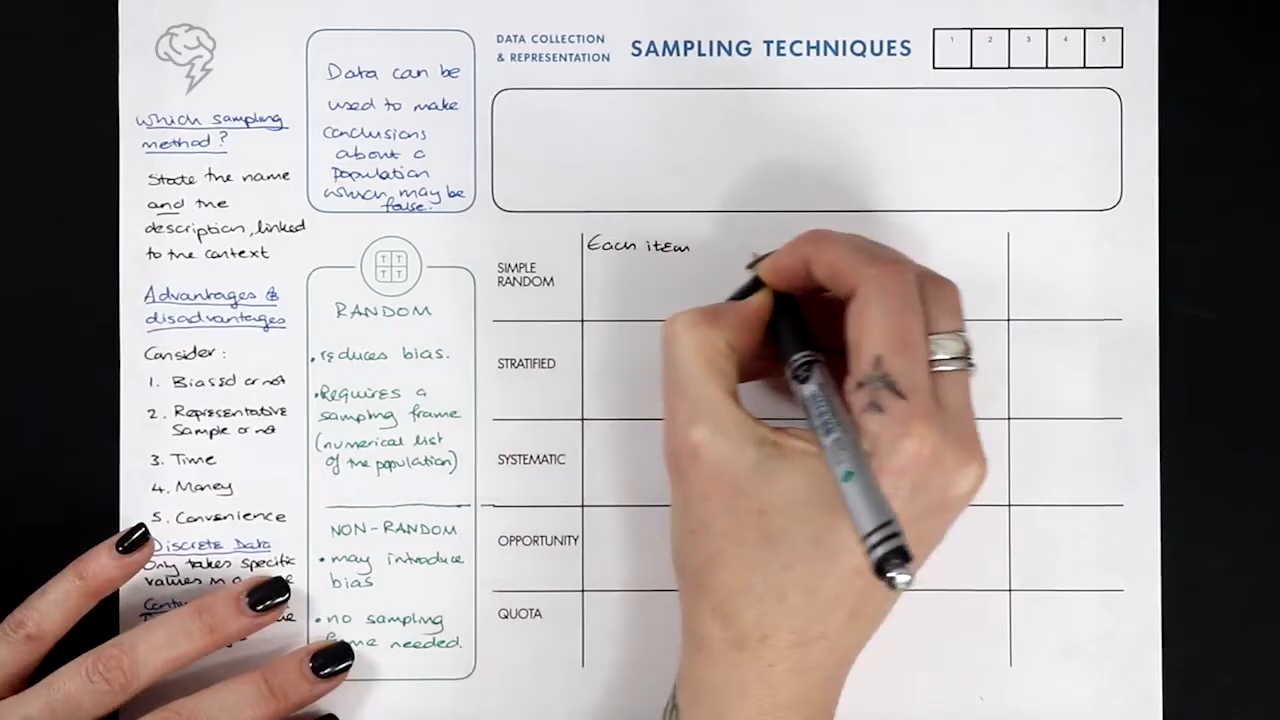 which sampling
method?
State the name
and the
description, linked
to the context
Advantages &
disadvantages
Consider:
1. Biased or not
2. Representative
Sample or not
3. Time
4. Money
5. Convenience
Discrete Data
Only takes specific
values in a
Data can be
used to make
conclusions
about a
population
which may be
false.
RANDOM
• reduces bias.
• Requires a
sampling frame
(numerical list
of the population)
NON-RANDOM
• may introduce
bias
• no sampling
needed.
DATA COLLECTION
& REPRESENTATION
SAMPLING TECHNIQUES
1 2 3 4 5
SIMPLE
RANDOM
Each item
STRATIFIED
SYSTEMATIC
OPPORTUNITY
QUOTA
T T
T T